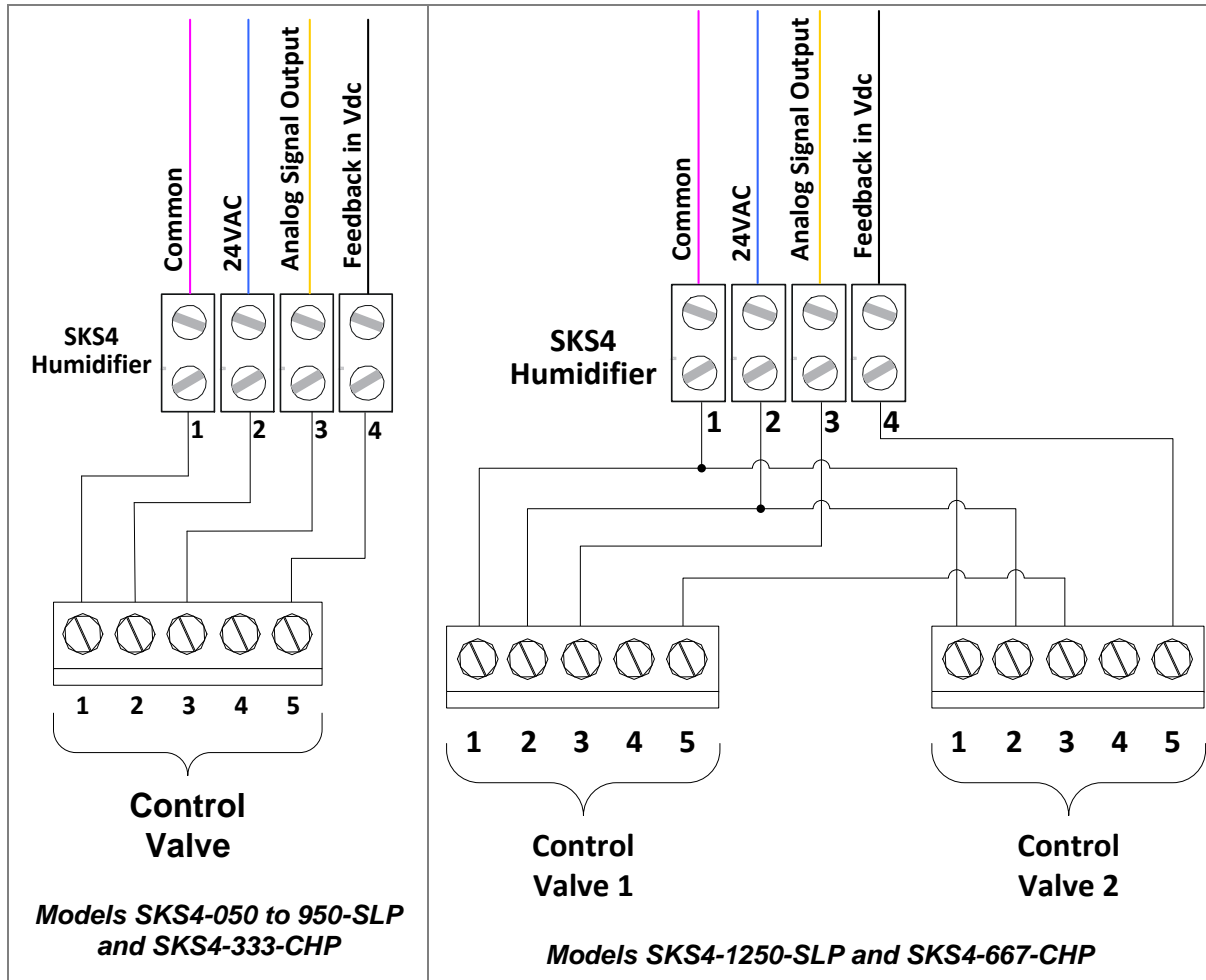 Common
24VAC
Analog Signal Output
Feedback in Vdc
SKS4
Humidifier
1 2 3 4
1 2 3 4 5
Control
Valve
Models SKS4-050 to 950-SLP
and SKS4-333-CHP
Common
24VAC
Analog Signal Output
Feedback in Vdc
SKS4
Humidifier
1 2 3 4
1 2 3 4 5
Control
Valve 1
1 2 3 4 5
Control
Valve 2
Models SKS4-1250-SLP and SKS4-667-CHP